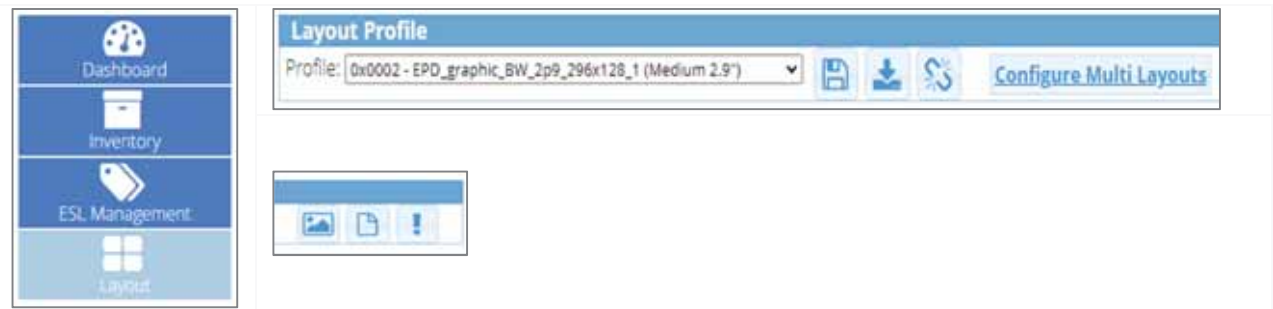 Dashboard
Inventory
ESL Management
Layout
Layout Profile
Profile: 0x0002 - EPD_graphic_BW_2p9_296x128_1 (Medium 2.9")
Configure Multi Layouts